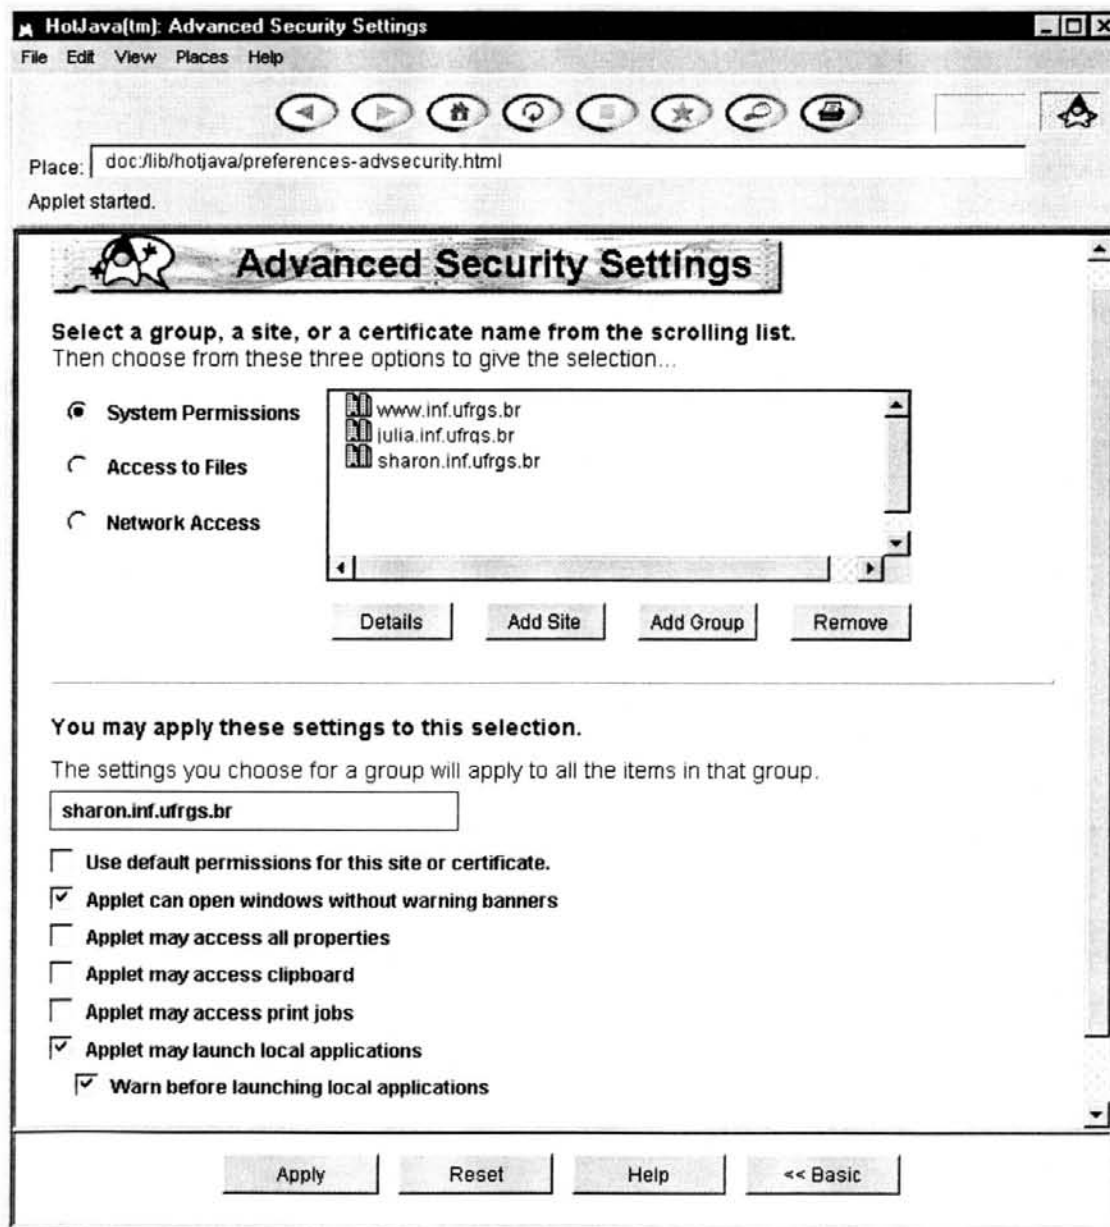 HotJava(tm): Advanced Security Settings
File Edit View Places Help
Place: doc:/lib/hotjava/preferences-advsecurity.html
Applet started.
Advanced Security Settings
Select a group, a site, or a certificate name from the scrolling list.
Then choose from these three options to give the selection...
System Permissions
Access to Files
Network Access
www.inf.ufrgs.br
julia.inf.ufrgs.br
sharon.inf.ufrgs.br
Details Add Site Add Group Remove
You may apply these settings to this selection.
The settings you choose for a group will apply to all the items in that group.
sharon.inf.ufrgs.br
Use default permissions for this site or certificate.
Applet can open windows without warning banners
Applet may access all properties
Applet may access clipboard
Applet may access print jobs
Applet may launch local applications
Warn before launching local applications
Apply Reset Help << Basic